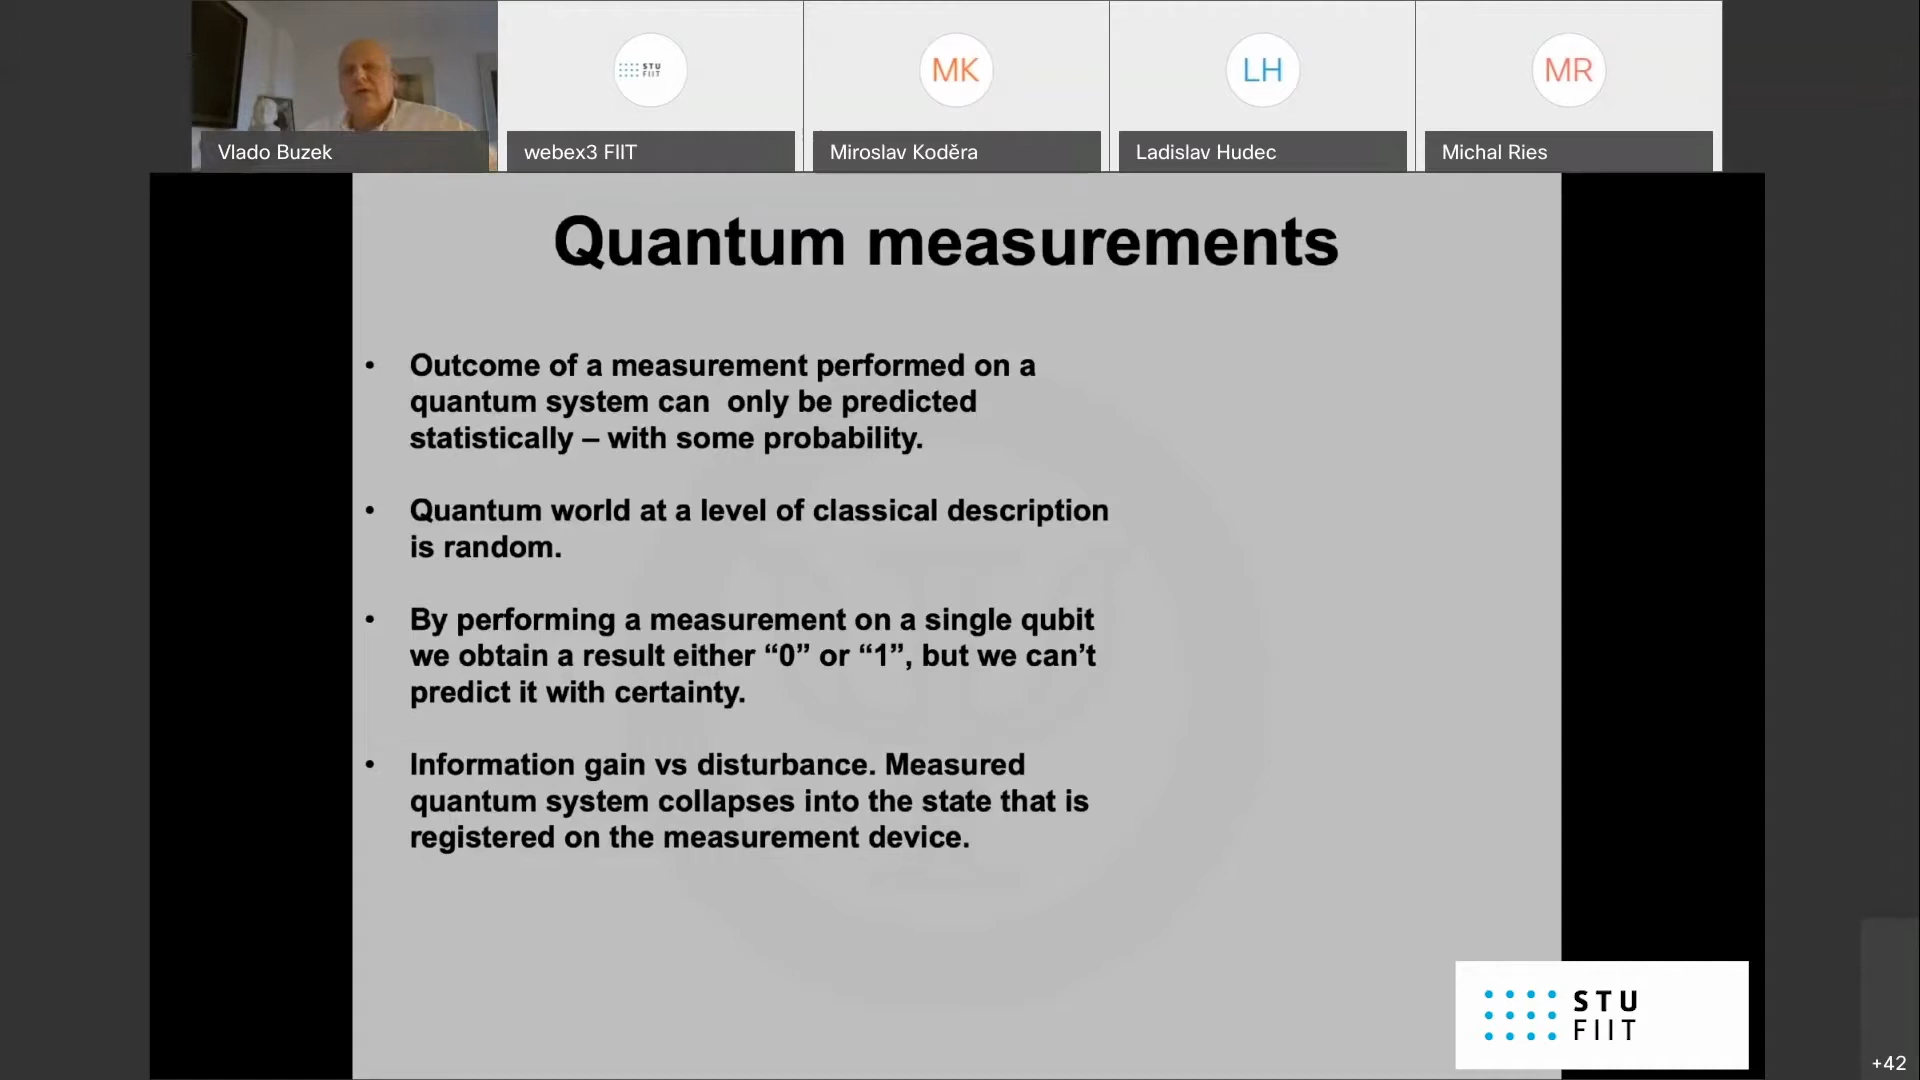 STU
FIIT
MK
LH
MR
Vlado Buzek
webex3 FIIT
Miroslav Koděra
Ladislav Hudec
Michal Ries
Quantum measurements
• Outcome of a measurement performed on a
quantum system can  only be predicted
statistically – with some probability.
• Quantum world at a level of classical description
is random.
• By performing a measurement on a single qubit
we obtain a result either “0” or “1”, but we can’t
predict it with certainty.
• Information gain vs disturbance. Measured
quantum system collapses into the state that is
registered on the measurement device.
STU
FIIT
+42